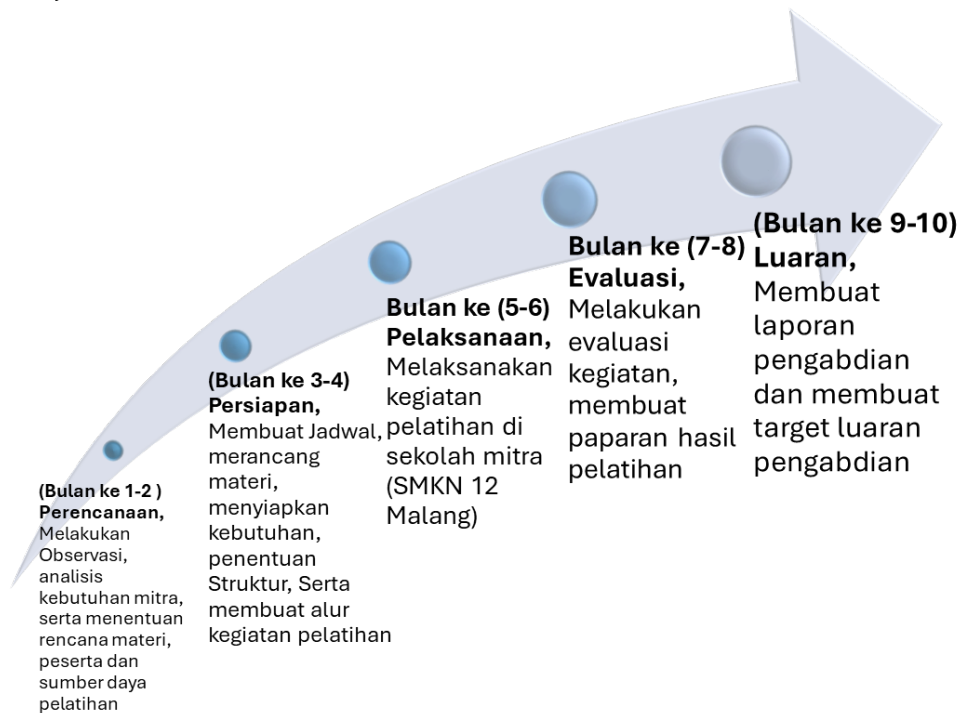 (Bulan ke 1-2 )
Perencanaan,
Melakukan
Observasi,
analisis
kebutuhan mitra,
serta menentuan
rencana materi,
peserta dan
sumber daya
pelatihan
(Bulan ke 3-4)
Persiapan,
Membuat Jadwal,
merancang
materi,
menyiapkan
kebutuhan,
penentuan
Struktur, Serta
membuat alur
kegiatan pelatihan
Bulan ke (5-6)
Pelaksanaan,
Melaksanakan
kegiatan
pelatihan di
sekolah mitra
(SMKN 12
Malang)
Bulan ke (7-8)
Evaluasi,
Melakukan
evaluasi
kegiatan,
membuat
paparan hasil
pelatihan
(Bulan ke 9-10)
Luaran,
Membuat
laporan
pengabdian
dan membuat
target luaran
pengabdian